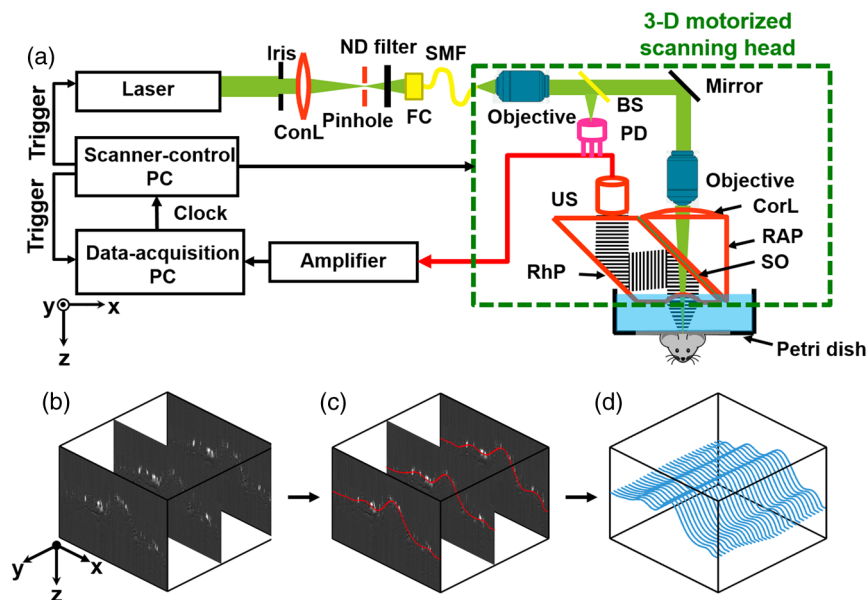 (a)
3-D motorized
scanning head
Iris
ND filter
SMF
Laser
ConL
Pinhole
FC
Objective
BS
PD
Mirror
Trigger
Scanner-control
PC
Trigger
Clock
Data-acquisition
PC
Amplifier
US
Objective
CorL
RAP
SO
RhP
Petri dish
y
x
z
(b)
(c)
(d)
y
x
z